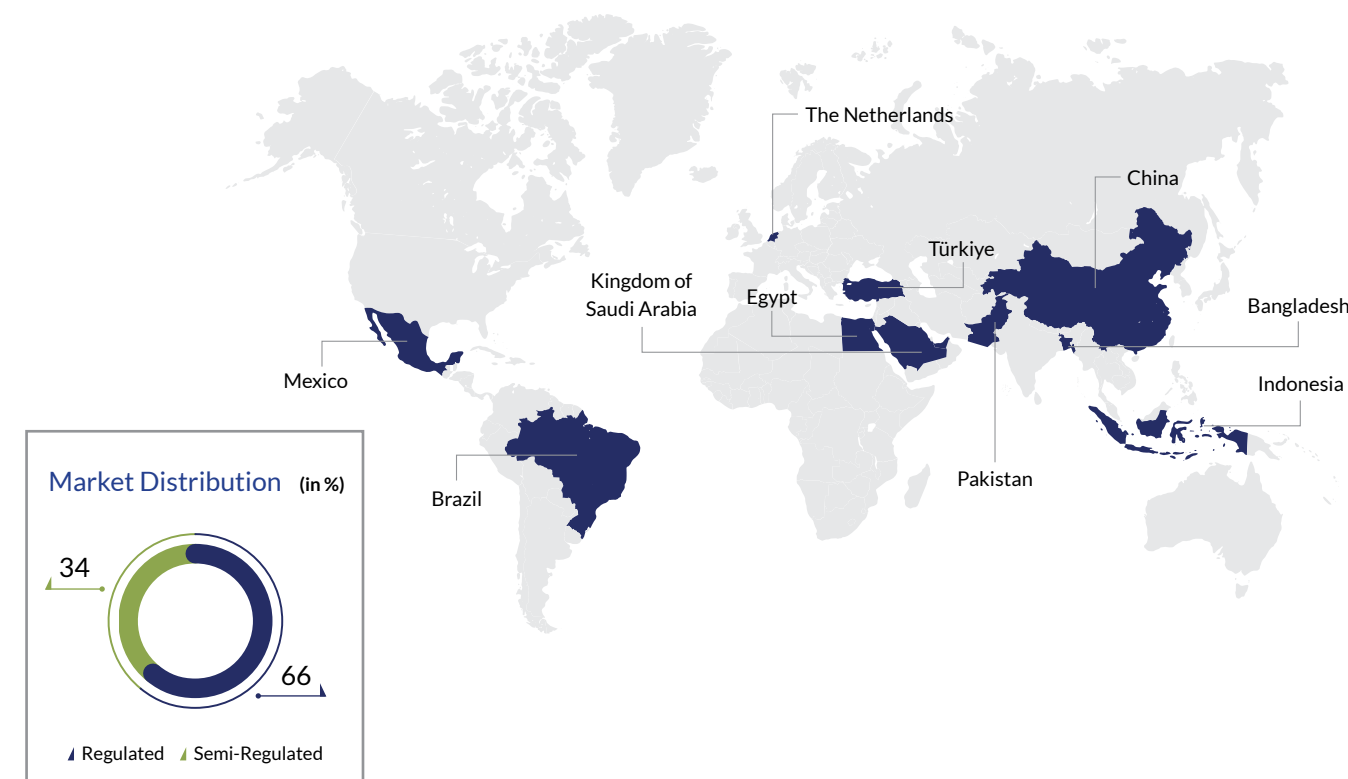 The Netherlands
China
Türkiye
Kingdom of
Saudi Arabia
Egypt
Bangladesh
Mexico
Indonesia
Pakistan
Brazil
Market Distribution (in %)
34
66
Regulated Semi-Regulated